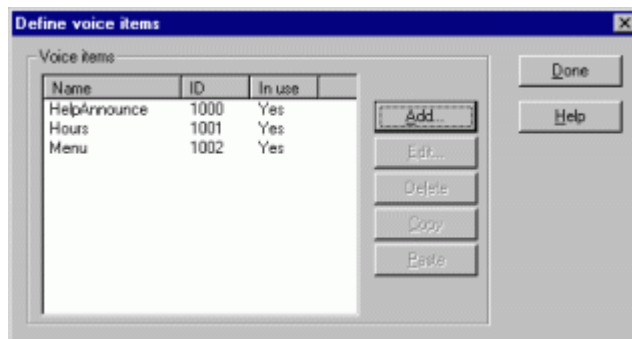 Define voice items
Voice items
Name ID In use
HelpAnnounce 1000 Yes
Hours 1001 Yes
Menu 1002 Yes
Add...
Edit...
Delete
Copy
Paste
Done
Help